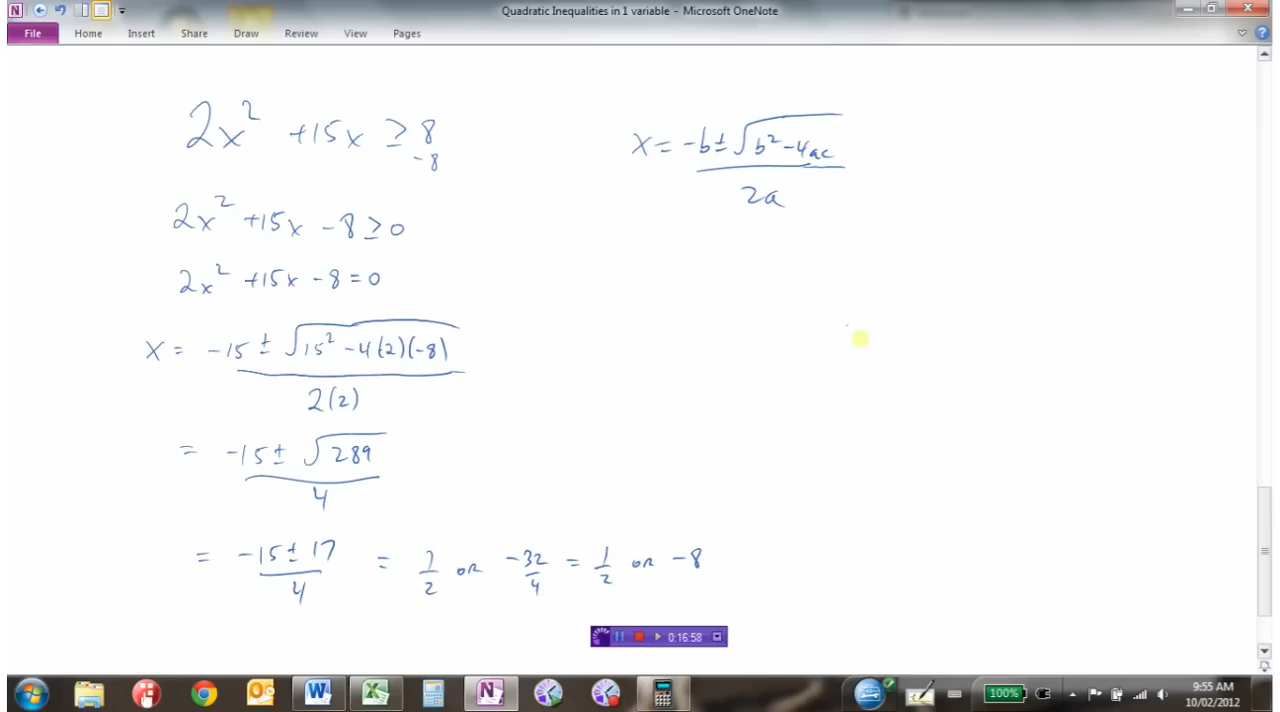 Quadratic Inequalities in 1 variable - Microsoft OneNote
File Home Insert Share Draw Review View Pages
2x² +15x ≥ 8
-8
2x² +15x - 8 ≥ 0
2x² +15x - 8 = 0
x = -15 ± √15² - 4(2)(-8)
2(2)
= -15 ± √289
4
= -15 ± 17 = 1 or -32 = 1 or -8
4 2 4 2
x = -b ± √b² - 4ac
2a
0:16:58
100%
9:55 AM
10/02/2012